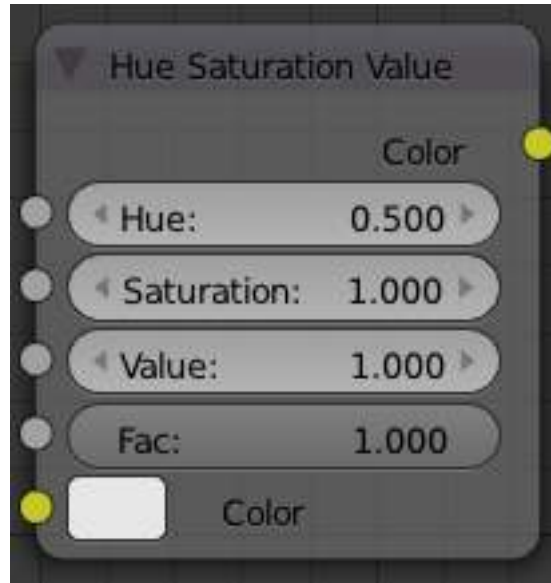 Hue Saturation Value
Color
Hue: 0.500
Saturation: 1.000
Value: 1.000
Fac: 1.000
Color